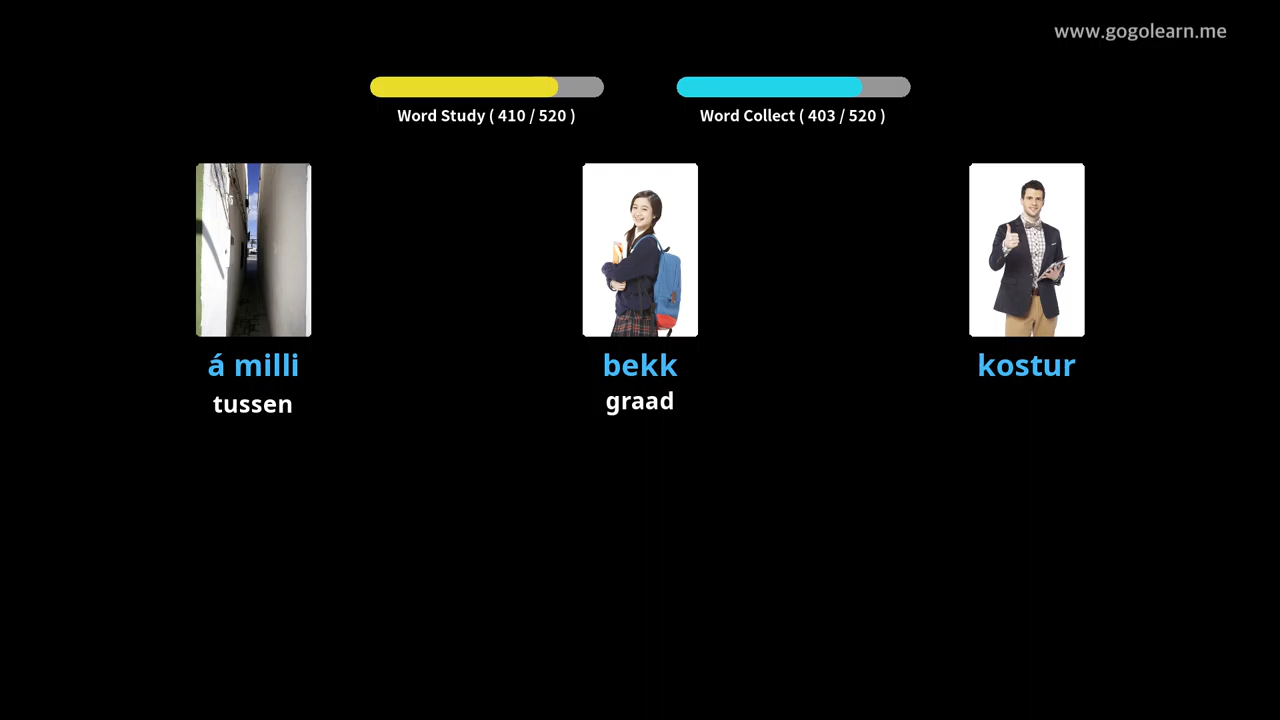 www.gogolearn.me
Word Study ( 410 / 520 )
Word Collect ( 403 / 520 )
á milli
tussen
bekk
graad
kostur